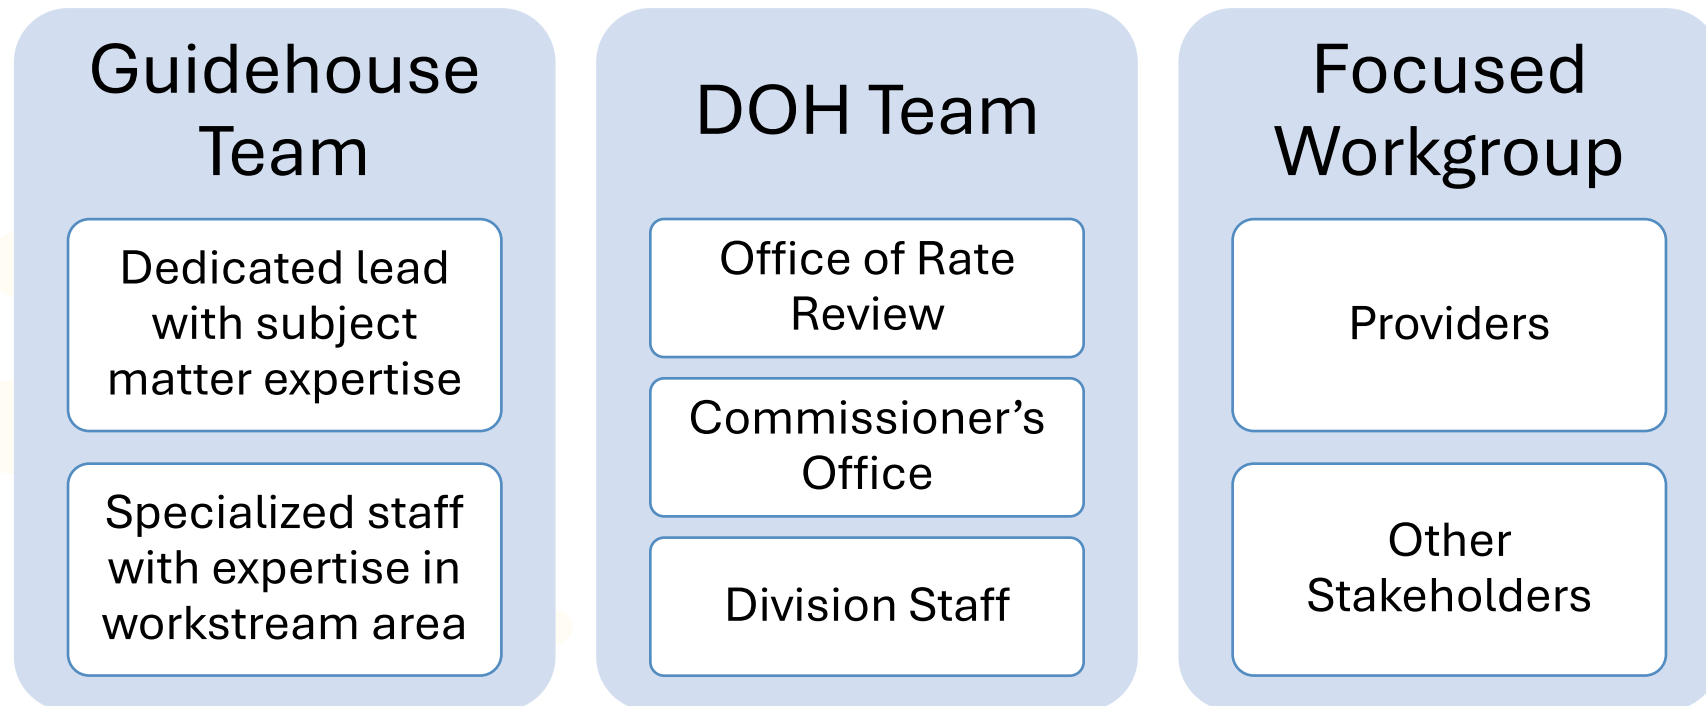 Guidehouse
Team
Dedicated lead
with subject
matter expertise
Specialized staff
with expertise in
workstream area
DOH Team
Office of Rate
Review
Commissioner’s
Office
Division Staff
Focused
Workgroup
Providers
Other
Stakeholders